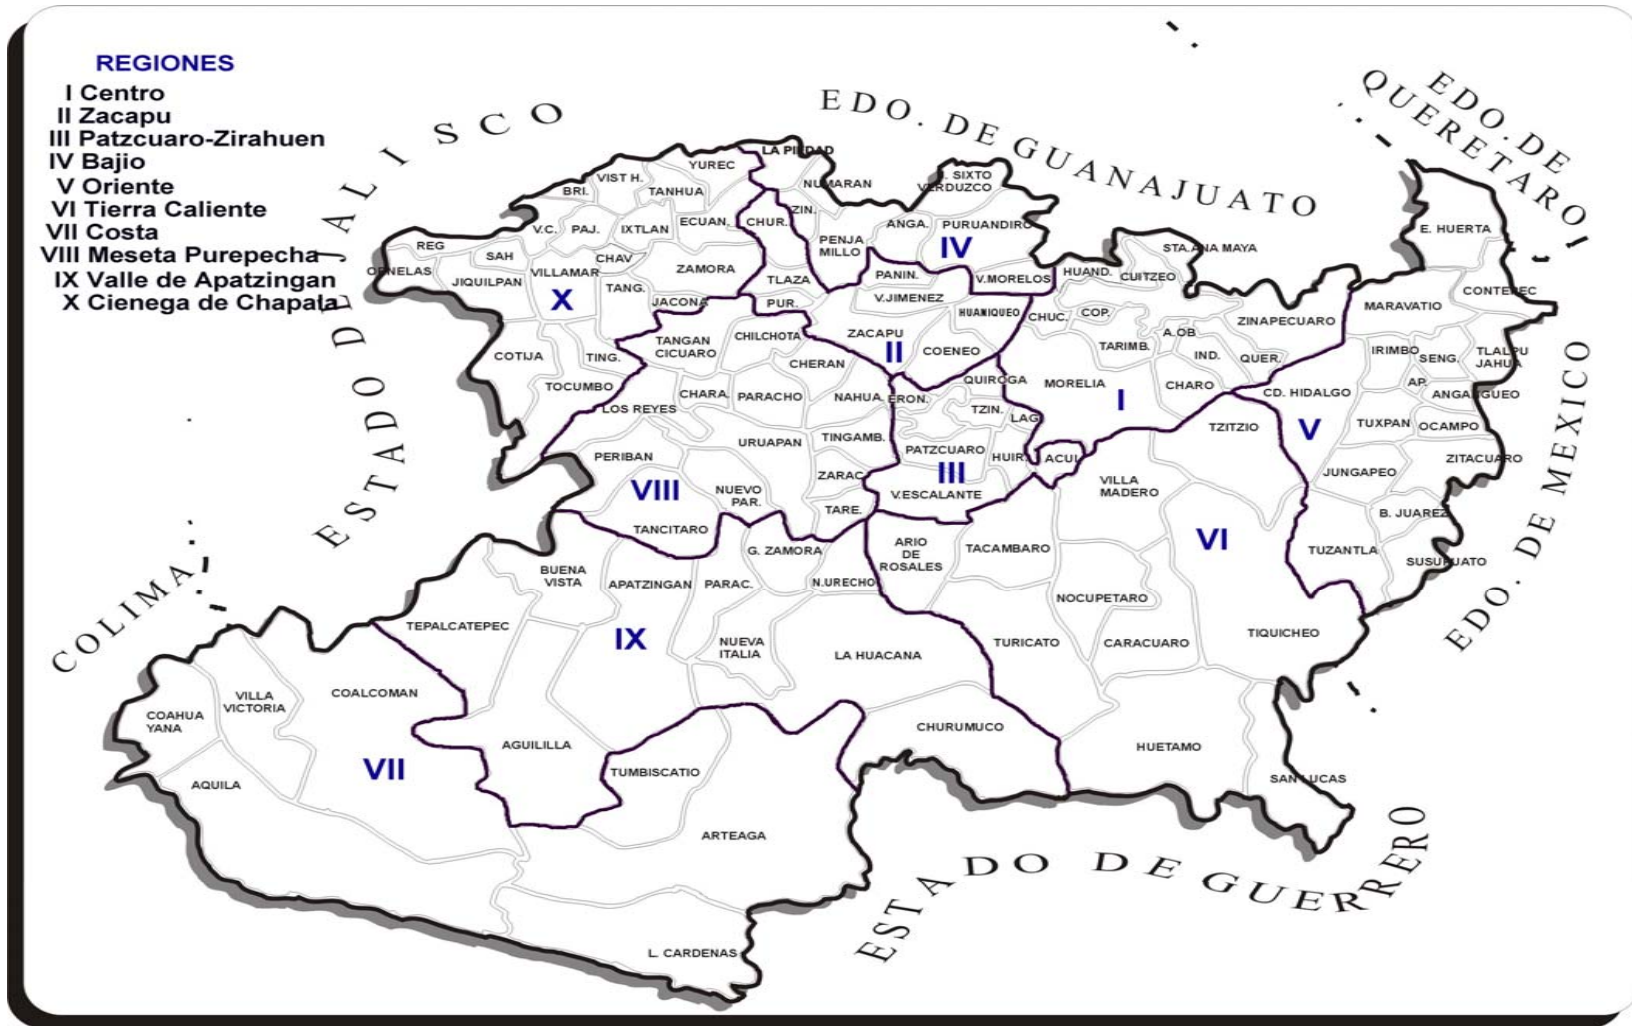 REGIONES
I Centro
II Zacapu
III Patzcuaro-Zirahuen
IV Bajio
V Oriente
VI Tierra Caliente
VII Costa
VIII Meseta Purepecha
IX Valle de Apatzingan
X Cienega de Chapala
ESTADO DE JALISCO
EDO. DE GUANAJUATO
EDO. DE
QUERETARO
EDO. DE MEXICO
ESTADO DE GUERRERO
COLIMA
LA PIEDAD
YUREC
VIST H.
BRI.
TANHUA
NUMARAN
J. SIXTO
VERDUZCO
V.C.
PAJ.
IXTLAN
ECUAN.
CHUR.
ZIN.
ANGA.
PURUANDIRO
IV
PENJA
MILLO
REG
ORNELAS
SAH
JIQUILPAN
VILLAMAR
CHAV
ZAMORA
X
TANG.
JACONA
TLAZA
PUR.
PANIN.
V.MORELOS
V.JIMENEZ
HUANIQUEO
HUAND.
CUITZEO
STA.ANA MAYA
E. HUERTA
CONTEPEC
MARAVATIO
CHUC.
COP.
ZINAPECUARO
A.OB
TARIMB.
IND.
QUER.
CHARO
MORELIA
I
COTIJA
TING.
TOCUMBO
TANGAN
CICUARO
CHILCHOTA
ZACAPU
II
COENEO
CHERAN
QUIROGA
IRIMBO
SENG.
TLALPU
JAHUA
AP.
ANGANGUEO
CD. HIDALGO
V
TUXPAN
OCAMPO
ZITACUARO
JUNGAPEO
LOS REYES
CHARA.
PARACHO
NAHUA.
ERON.
TZIN.
LAG.
TZITZIO
URUAPAN
TINGAMB.
PATZCUARO
HUIR.
ACUI.
III
PERIBAN
VIII
NUEVO
PAR.
ZARAC.
TARE.
V.ESCALANTE
VILLA
MADERO
VI
B. JUAREZ
TUZANTLA
SUSUPUATO
TANCITARO
G. ZAMORA
ARIO
DE
ROSALES
TACAMBARO
BUENA
VISTA
APATZINGAN
PARAC.
N.URECHO
NOCUPETARO
TEPALCATEPEC
IX
NUEVA
ITALIA
LA HUACANA
TURICATO
CARACUARO
TIQUICHEO
COAHUA
YANA
VILLA
VICTORIA
COALCOMAN
VII
AQUILA
AGUILILLA
TUMBISCATIO
CHURUMUCO
HUETAMO
SAN LUCAS
ARTEAGA
L. CARDENAS